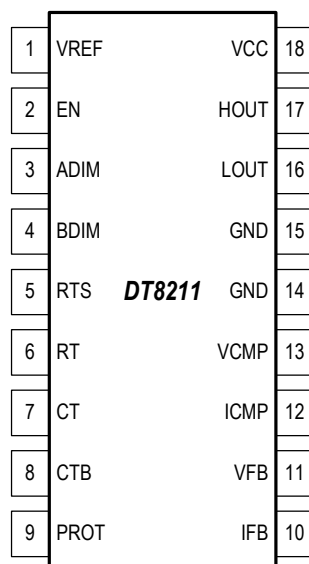 1 VREF VCC 18
2 EN HOUT 17
3 ADIM LOUT 16
4 BDIM GND 15
5 RTS DT8211 GND 14
6 RT VCMP 13
7 CT ICMP 12
8 CTB VFB 11
9 PROT IFB 10